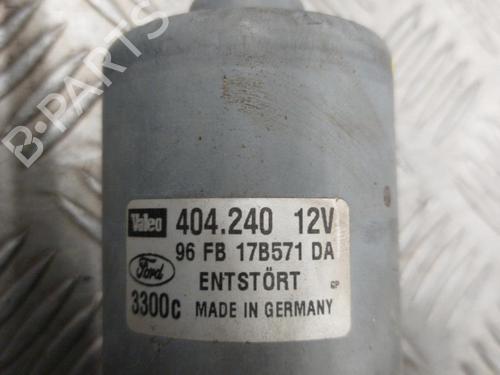 B-PARTS
Valeo 404.240 12V
96 FB 17B571 DA
Ford ENTSTÖRT
3300C MADE IN GERMANY